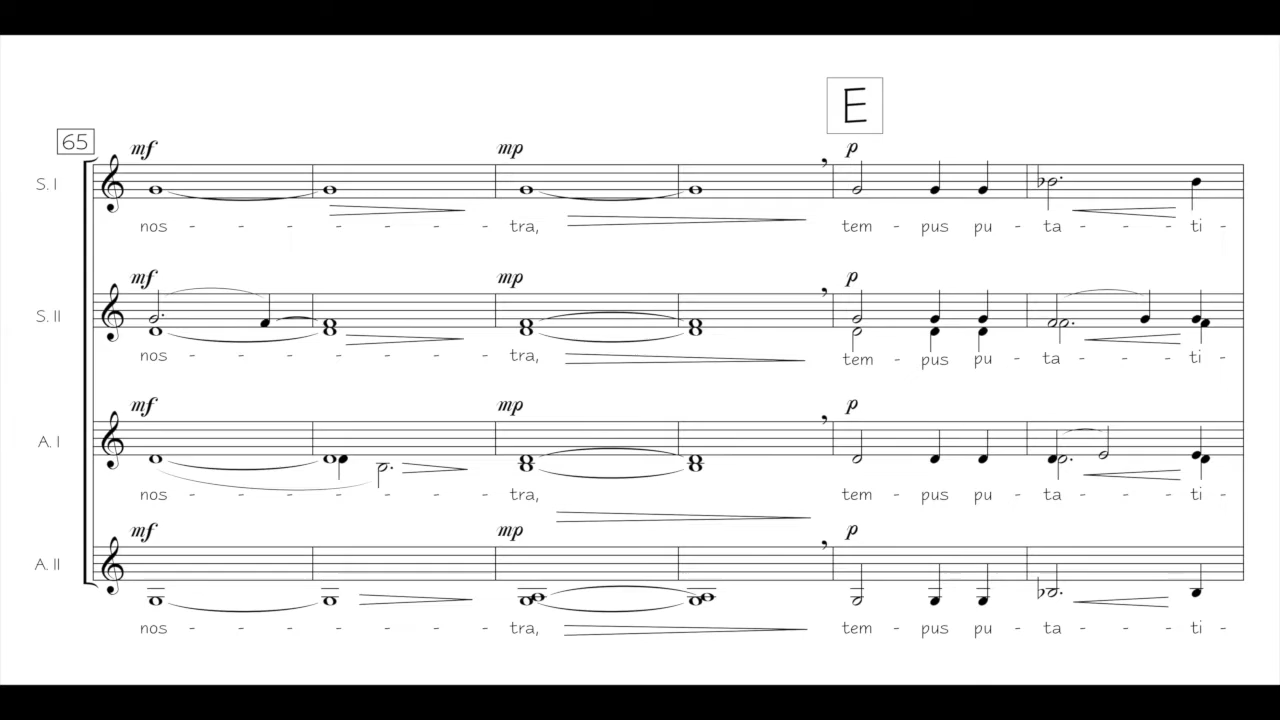 E
65
mf mp p
S. I
nos - - - - - - - tra, tem - pus pu - ta - - - ti -
mf mp p
S. II
nos - - - - - - - tra, tem - pus pu - ta - - - ti -
mf mp p
A. I
nos - - - - - - - tra, tem - pus pu - ta - - - ti -
mf mp p
A. II
nos - - - - - - - tra, tem - pus pu - ta - - - ti -